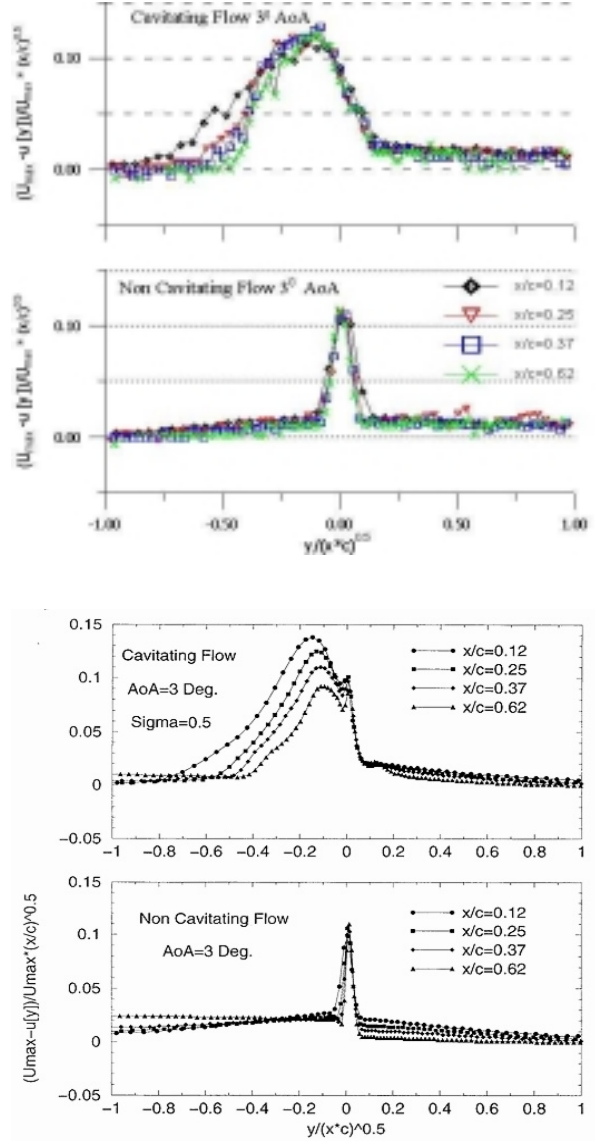 Cavitating Flow 3⁰ AoA
(Umax -u [y])/Umax * (x/c)^0.5
0.00
Non Cavitating Flow 3⁰ AoA
x/c=0.12
x/c=0.25
x/c=0.37
x/c=0.62
(Umax -u [y])/Umax * (x/c)^0.5
0.00
-1.00 -0.50 0.00 0.50 1.00
y/(x*c)^0.5
0.15
0.1
0.05
0
−0.05
Cavitating Flow
AoA=3 Deg.
Sigma=0.5
x/c=0.12
x/c=0.25
x/c=0.37
x/c=0.62
−1 −0.8 −0.6 −0.4 −0.2 0 0.2 0.4 0.6 0.8 1
(Umax−u[y])/Umax*(x/c)^0.5
0.15
0.1
0.05
0
−0.05
Non Cavitating Flow
AoA=3 Deg.
x/c=0.12
x/c=0.25
x/c=0.37
x/c=0.62
−1 −0.8 −0.6 −0.4 −0.2 0 0.2 0.4 0.6 0.8 1
y/(x*c)^0.5